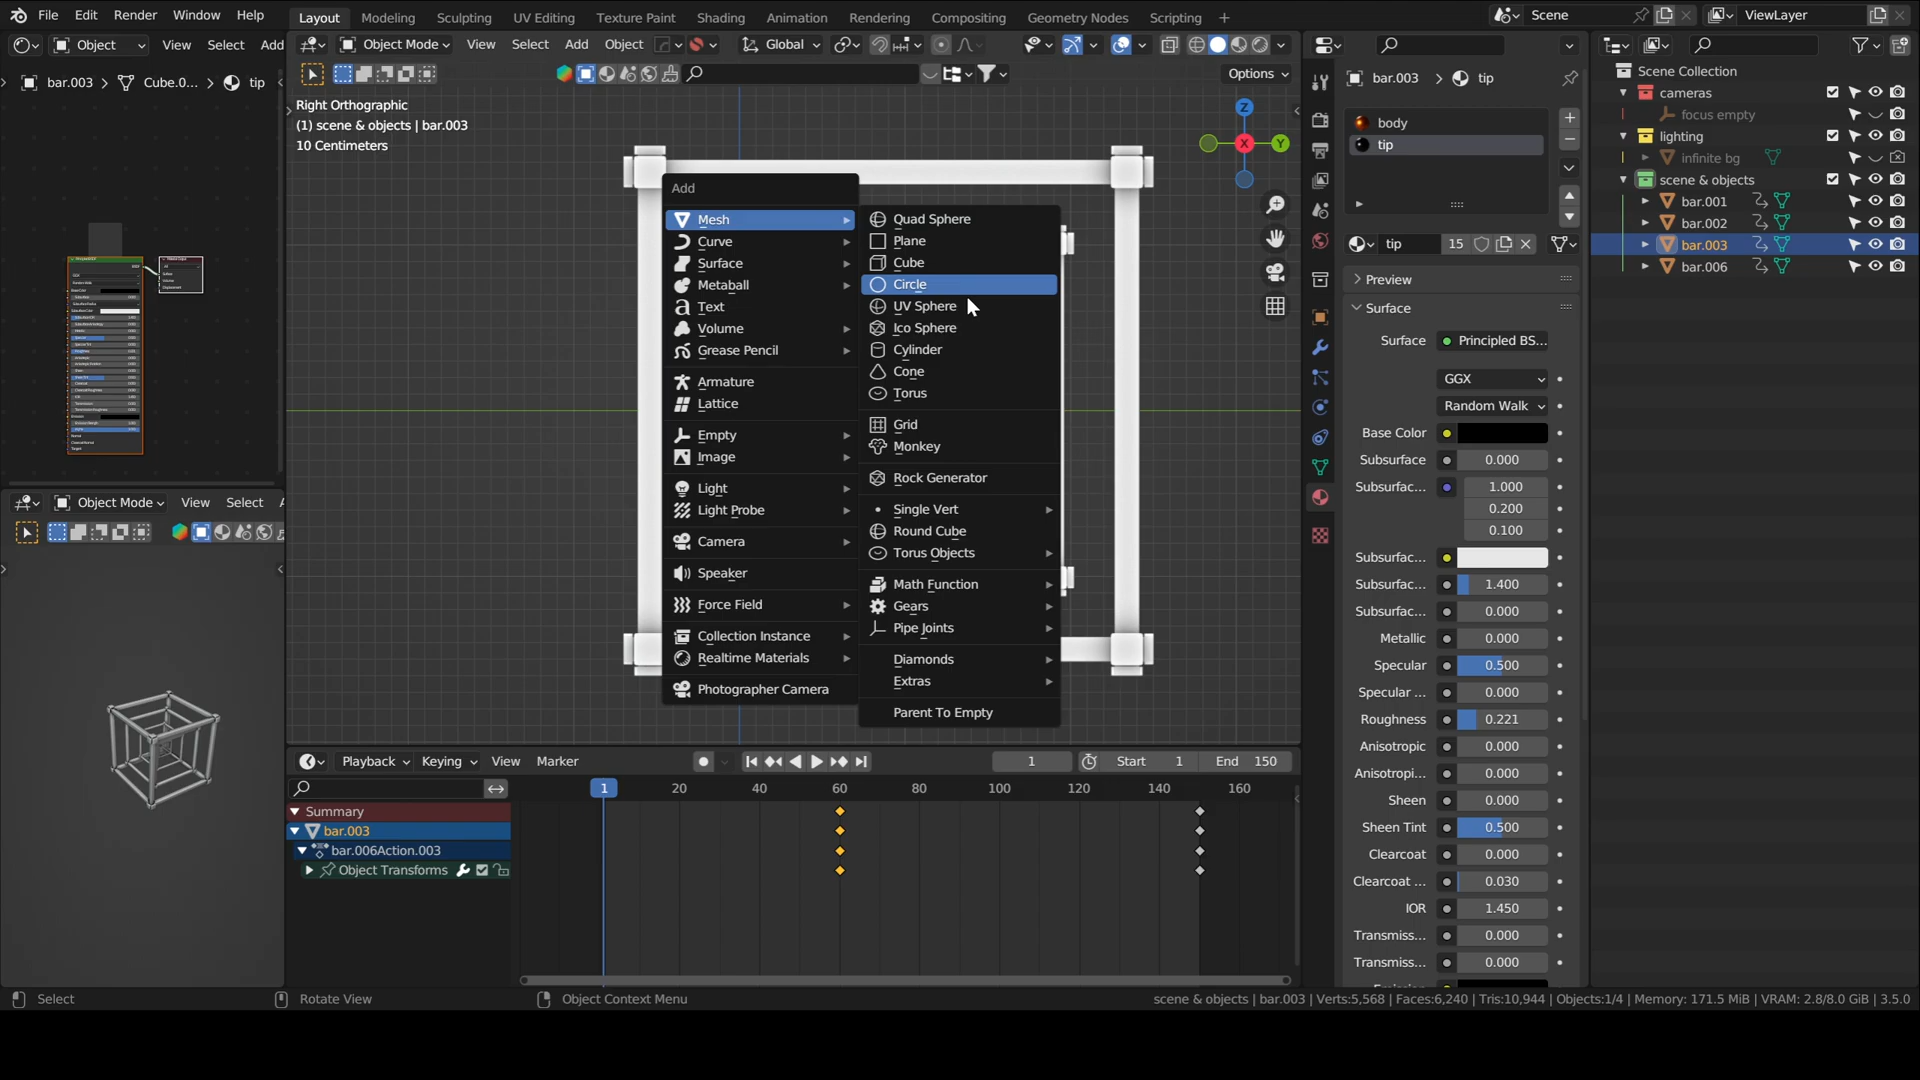 File Edit Render Window Help Layout Modeling Sculpting UV Editing Texture Paint Shading Animation Rendering Compositing Geometry Nodes Scripting + Scene ViewLayer
Object View Select Add
Object Mode View Select Add Object Global
Options
bar.003 > Cube.0... > tip
Right Orthographic
(1) scene & objects | bar.003
10 Centimeters
Z
X
Y
Add
Mesh
Curve
Surface
Metaball
Text
Volume
Grease Pencil
Armature
Lattice
Empty
Image
Light
Light Probe
Camera
Speaker
Force Field
Collection Instance
Realtime Materials
Photographer Camera
Quad Sphere
Plane
Cube
Circle
UV Sphere
Ico Sphere
Cylinder
Cone
Torus
Grid
Monkey
Rock Generator
Single Vert
Round Cube
Torus Objects
Math Function
Gears
Pipe Joints
Diamonds
Extras
Parent To Empty
Object Mode View Select
Playback Keying View Marker 1 Start 1 End 150
1 20 40 60 80 100 120 140 160
Summary
bar.003
bar.006Action.003
Object Transforms
bar.003 > tip
body
tip
tip 15
Preview
Surface
Surface Principled BS...
GGX
Random Walk
Base Color
Subsurface 0.000
Subsurfac... 1.000
0.200
0.100
Subsurfac...
Subsurfac... 1.400
Subsurfac... 0.000
Metallic 0.000
Specular 0.500
Specular ... 0.000
Roughness 0.221
Anisotropic 0.000
Anisotropi... 0.000
Sheen 0.000
Sheen Tint 0.500
Clearcoat 0.000
Clearcoat ... 0.030
IOR 1.450
Transmiss... 0.000
Transmiss... 0.000
Scene Collection
cameras
focus empty
lighting
infinite bg
scene & objects
bar.001
bar.002
bar.003
bar.006
Select Rotate View Object Context Menu scene & objects | bar.003 | Verts:5,568 | Faces:6,240 | Tris:10,944 | Objects:1/4 | Memory: 171.5 MiB | VRAM: 2.8/8.0 GiB | 3.5.0